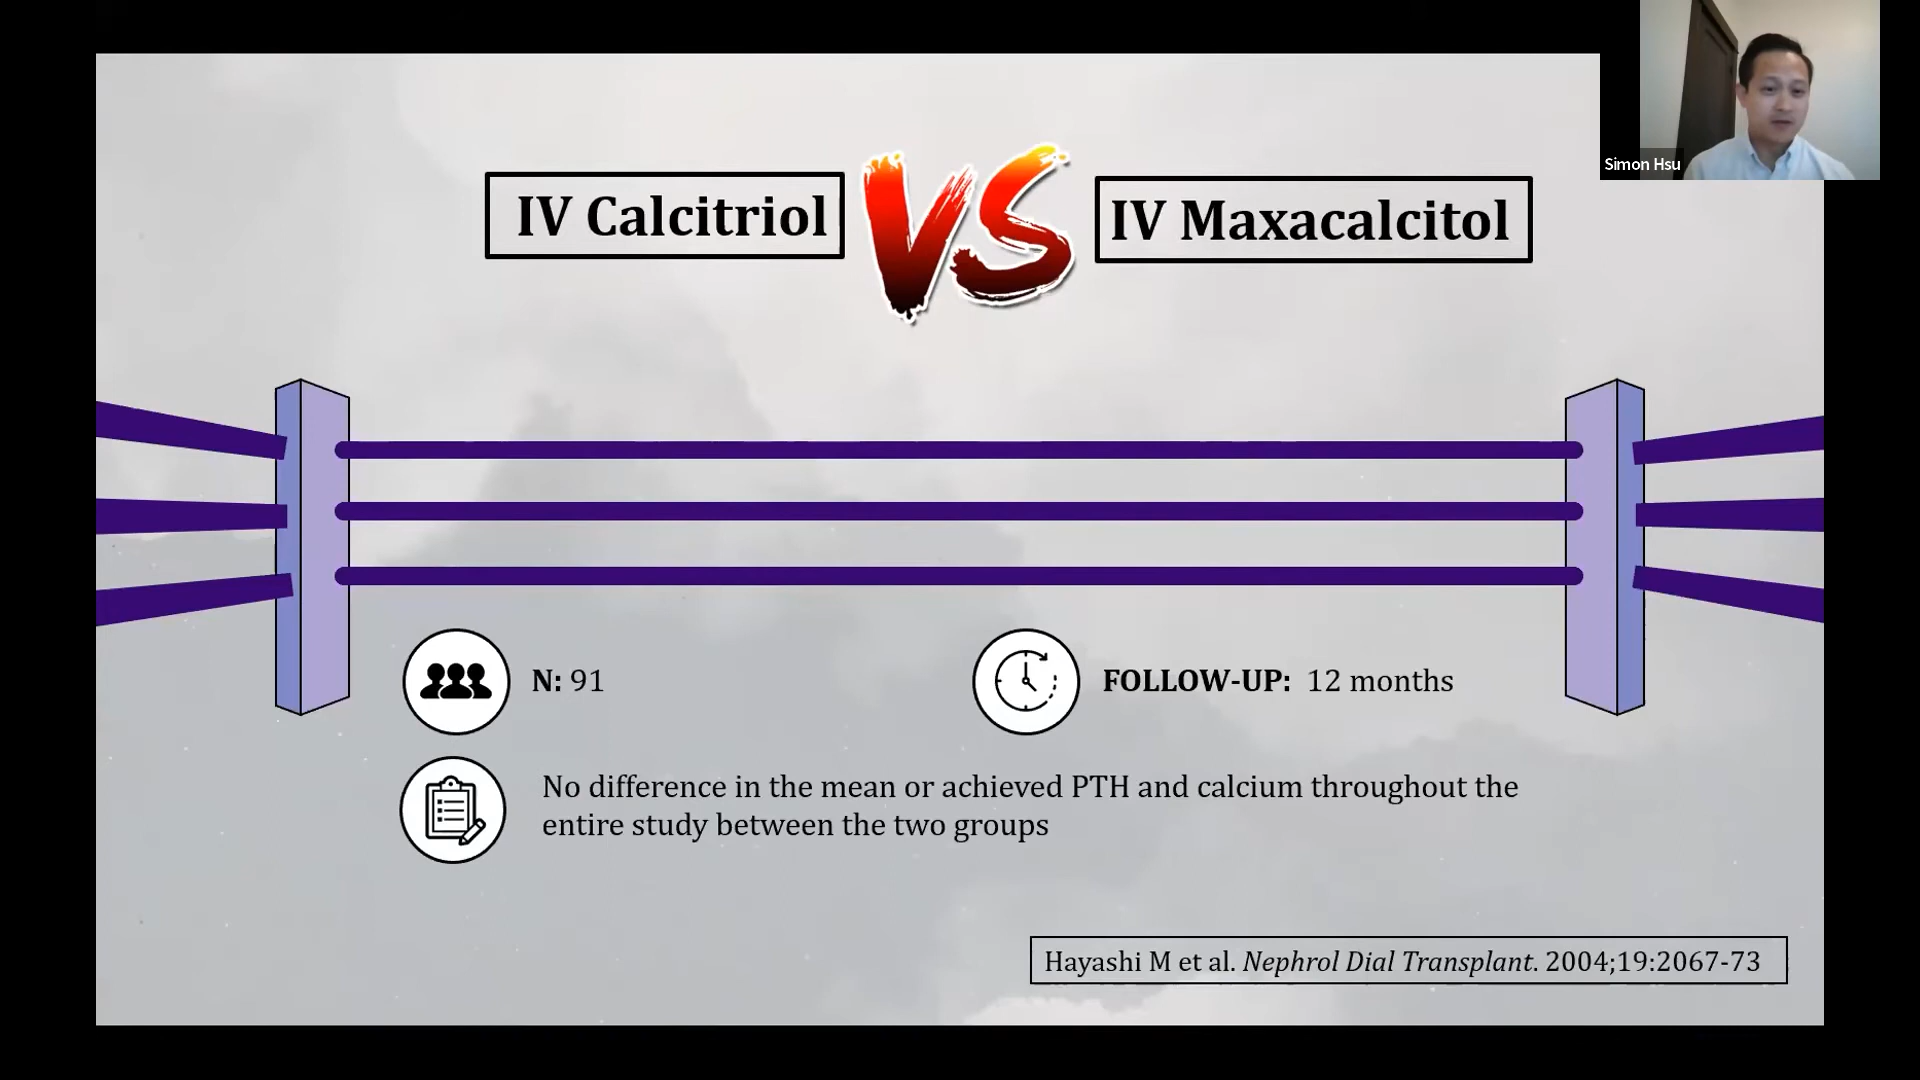 Simon Hsu
IV Calcitriol
VS
IV Maxacalcitol
N: 91
FOLLOW-UP: 12 months
No difference in the mean or achieved PTH and calcium throughout the
entire study between the two groups
Hayashi M et al. Nephrol Dial Transplant. 2004;19:2067-73